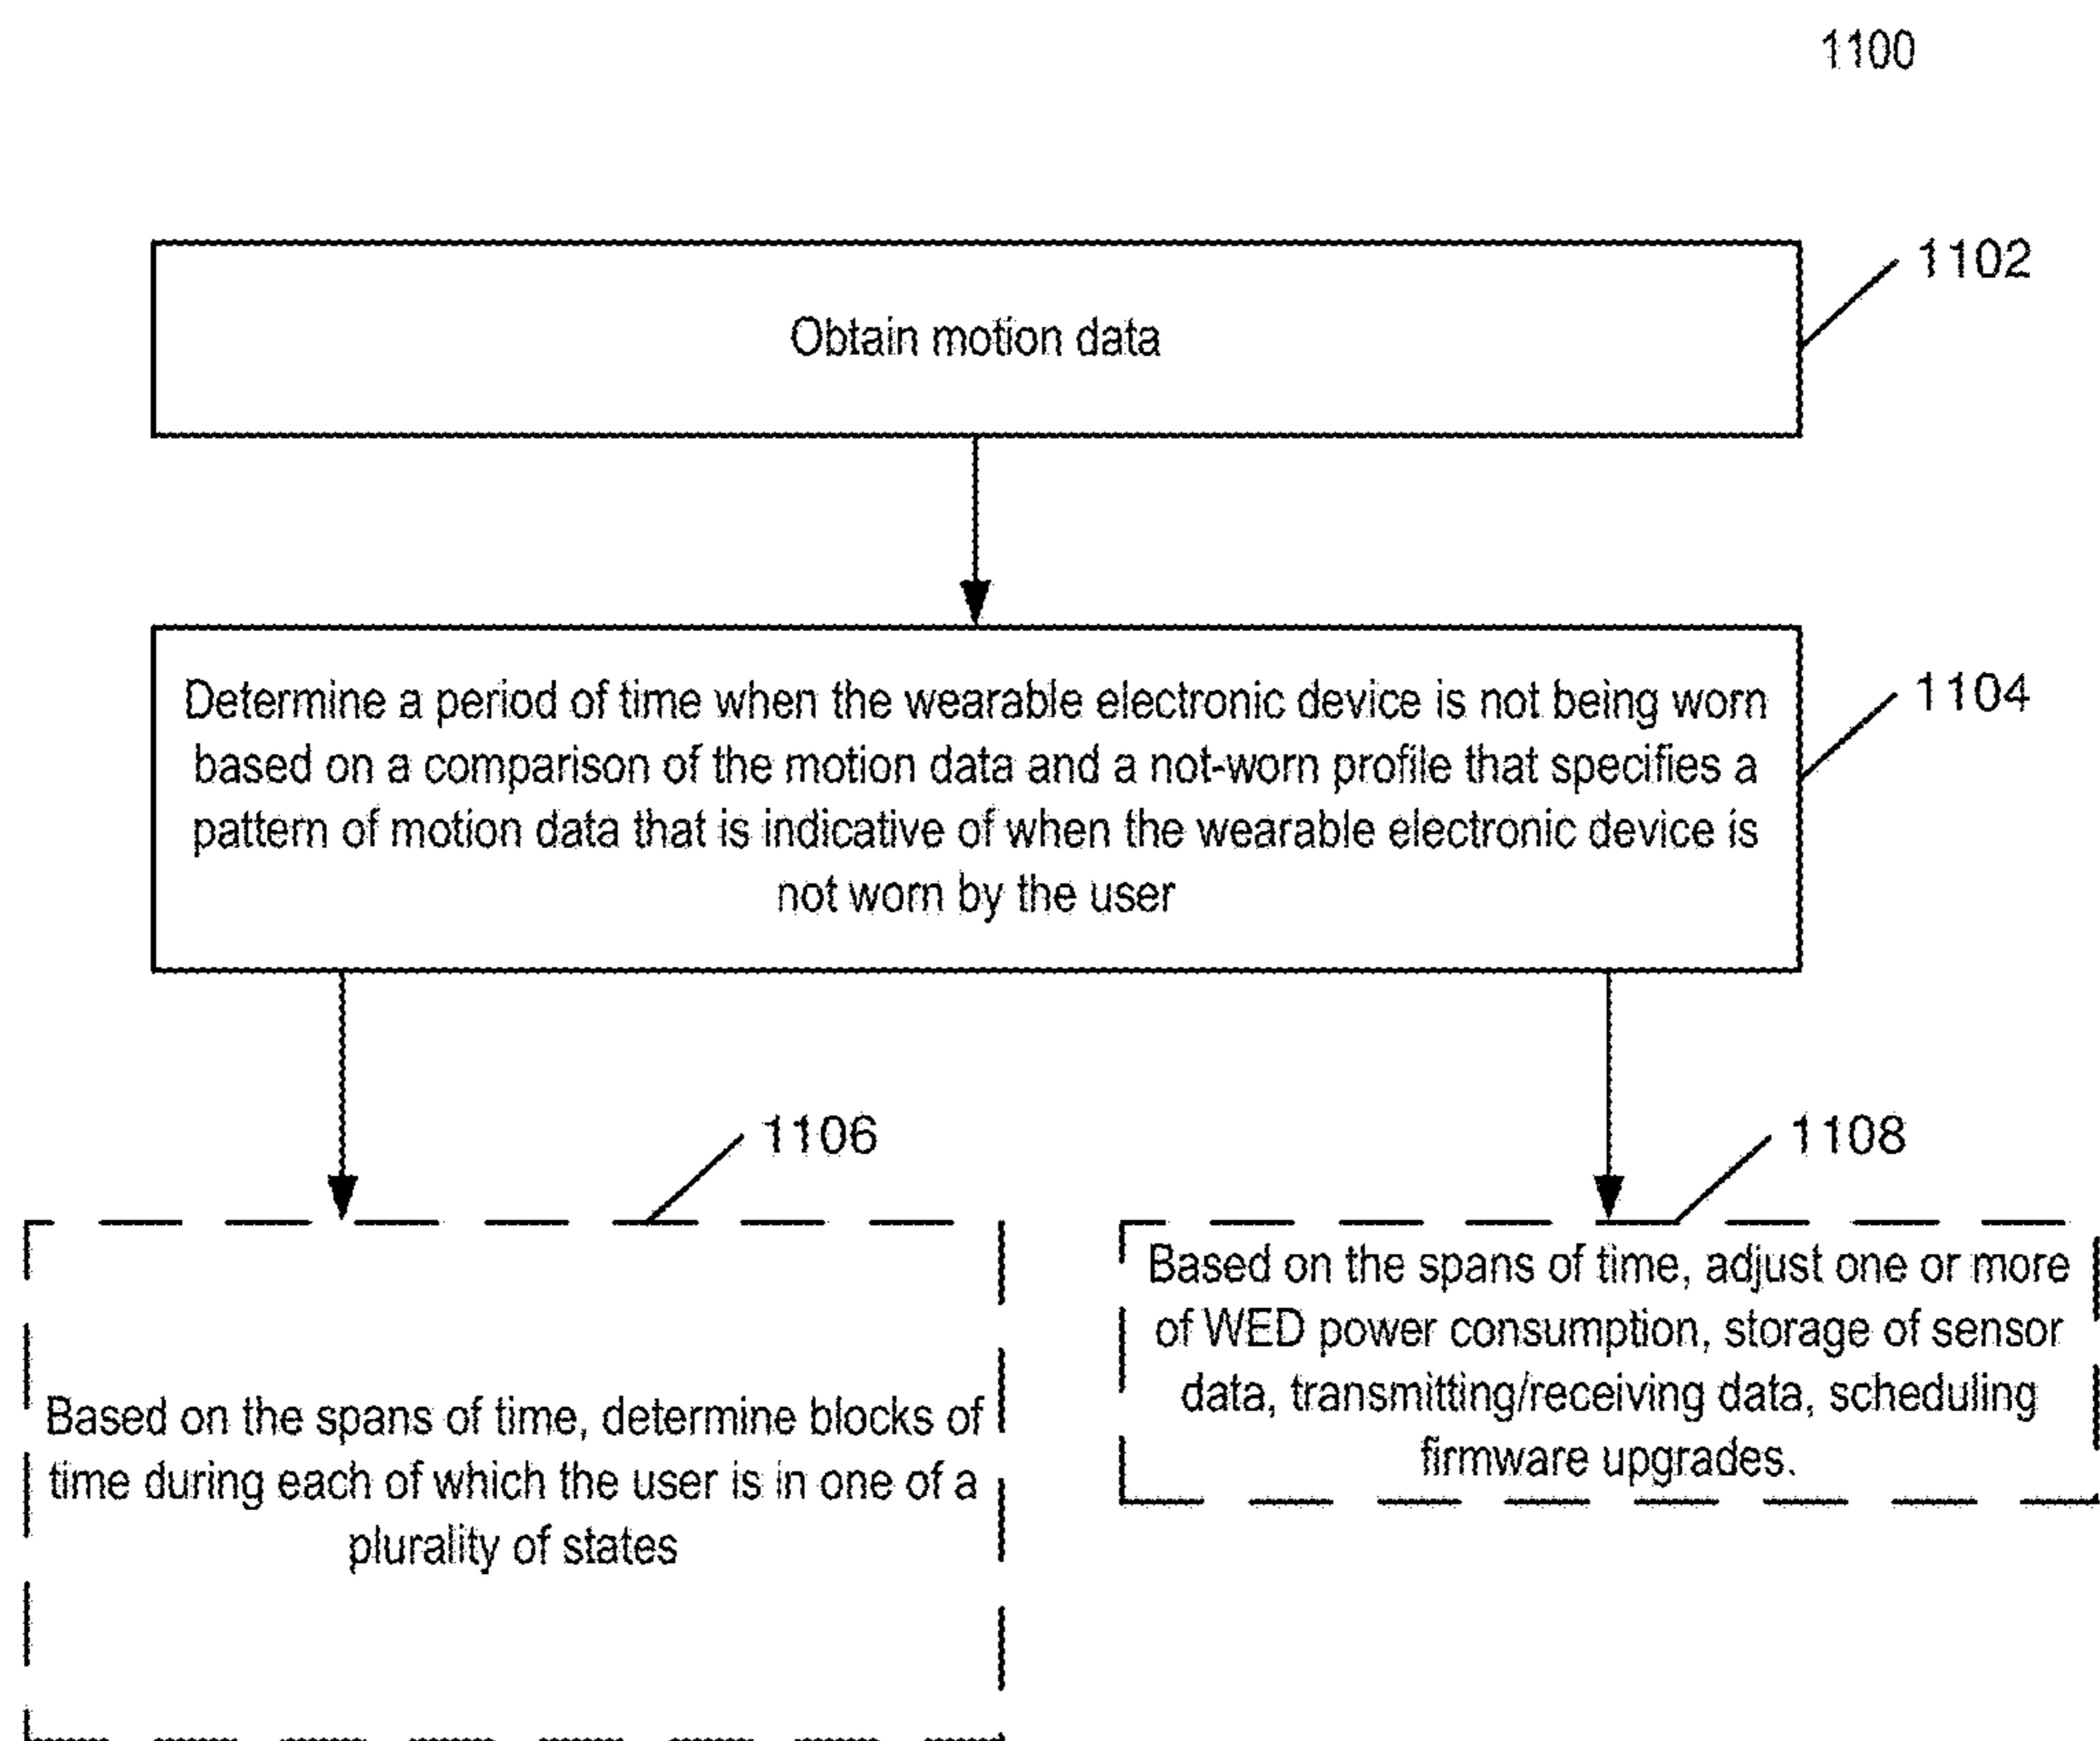 1100
1102
Obtain motion data
1104
Determine a period of time when the wearable electronic device is not being worn
based on a comparison of the motion data and a not-worn profile that specifies a
pattern of motion data that is indicative of when the wearable electronic device is
not worn by the user
1106
Based on the spans of time, determine blocks of
time during each of which the user is in one of a
plurality of states
1108
Based on the spans of time, adjust one or more
of WED power consumption, storage of sensor
data, transmitting/receiving data, scheduling
firmware upgrades.